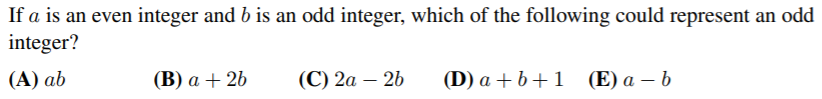 If a is an even integer and b is an odd integer, which of the following could represent an odd
integer?
(A) ab (B) a + 2b (C) 2a − 2b (D) a + b + 1 (E) a − b